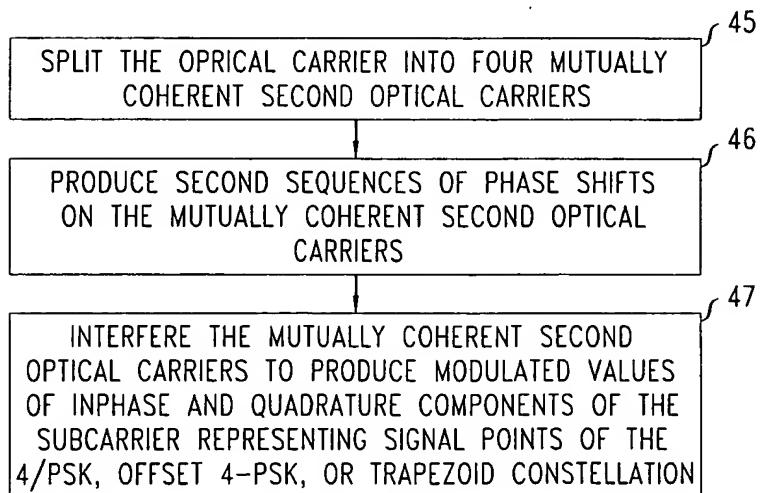 45
SPLIT THE OPRICAL CARRIER INTO FOUR MUTUALLY
COHERENT SECOND OPTICAL CARRIERS
46
PRODUCE SECOND SEQUENCES OF PHASE SHIFTS
ON THE MUTUALLY COHERENT SECOND OPTICAL
CARRIERS
47
INTERFERE THE MUTUALLY COHERENT SECOND
OPTICAL CARRIERS TO PRODUCE MODULATED VALUES
OF INPHASE AND QUADRATURE COMPONENTS OF THE
SUBCARRIER REPRESENTING SIGNAL POINTS OF THE
4/PSK, OFFSET 4-PSK, OR TRAPEZOID CONSTELLATION